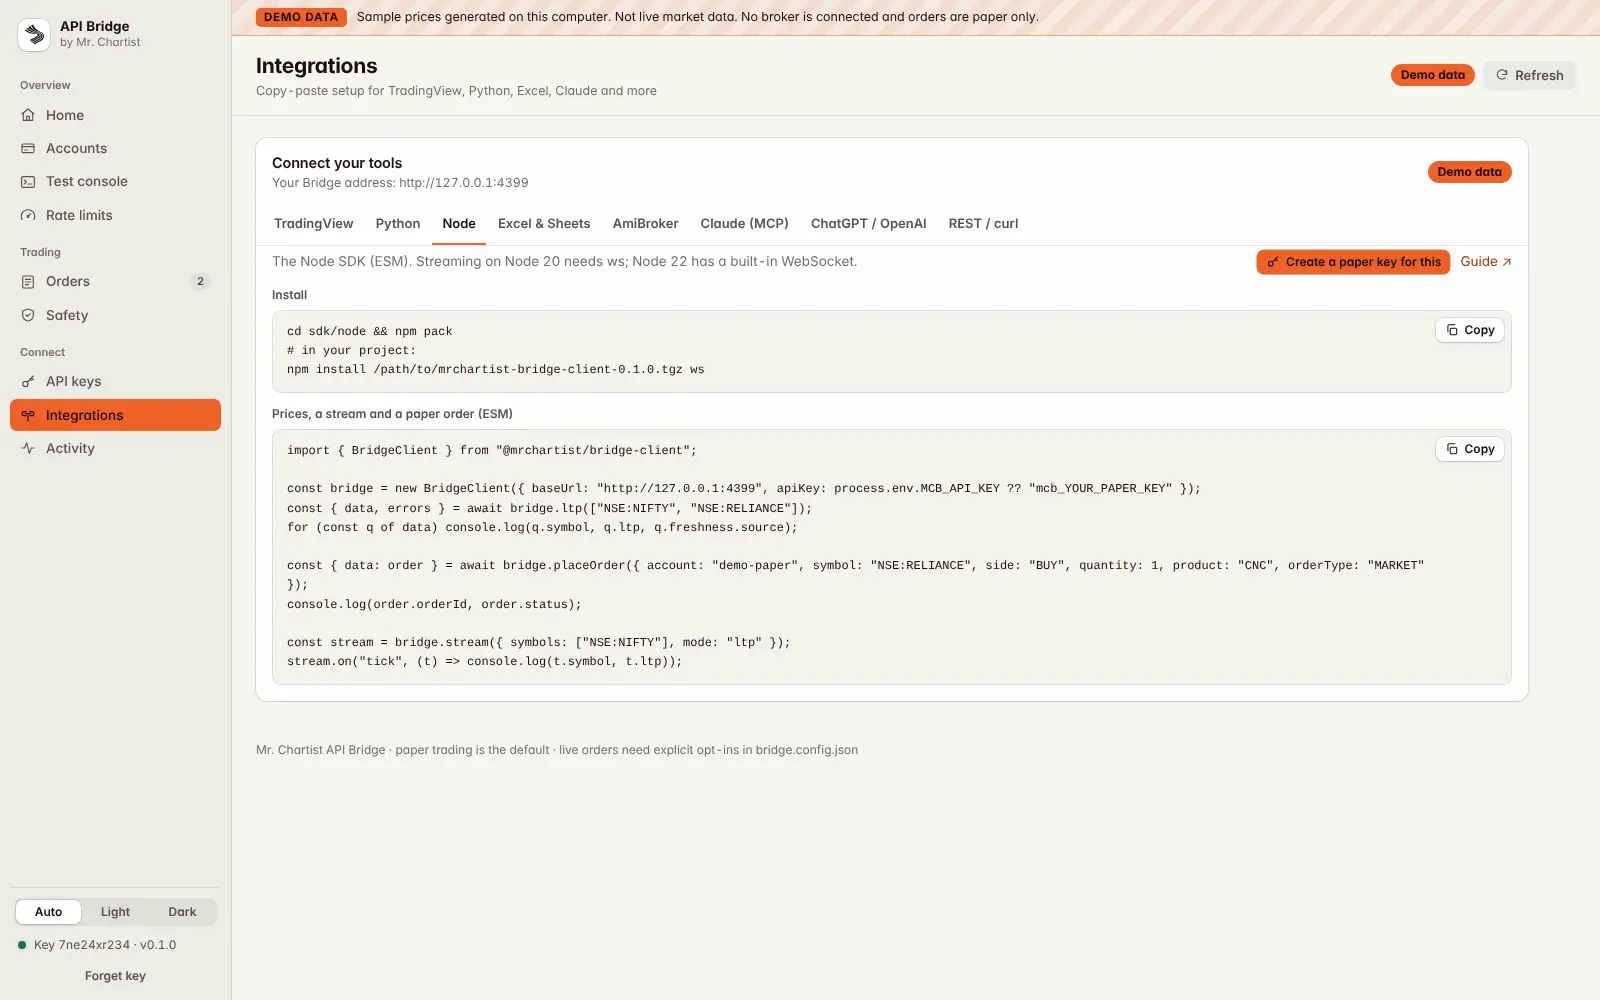 API Bridge
by Mr. Chartist
Overview
Home
Accounts
Test console
Rate limits
Trading
Orders
2
Safety
Connect
API keys
Integrations
Activity
Auto
Light
Dark
Key 7ne24xr234 · v0.1.0
Forget key
DEMO DATA
Sample prices generated on this computer. Not live market data. No broker is connected and orders are paper only.
Integrations
Copy-paste setup for TradingView, Python, Excel, Claude and more
Demo data
Refresh
Connect your tools
Your Bridge address: http://127.0.0.1:4399
Demo data
TradingView
Python
Node
Excel & Sheets
AmiBroker
Claude (MCP)
ChatGPT / OpenAI
REST / curl
The Node SDK (ESM). Streaming on Node 20 needs ws; Node 22 has a built-in WebSocket.
Create a paper key for this
Guide ↗
Install
Copy
cd sdk/node && npm pack
# in your project:
npm install /path/to/mrchartist-bridge-client-0.1.0.tgz ws
Prices, a stream and a paper order (ESM)
Copy
import { BridgeClient } from "@mrchartist/bridge-client";
const bridge = new BridgeClient({ baseUrl: "http://127.0.0.1:4399", apiKey: process.env.MCB_API_KEY ?? "mcb_YOUR_PAPER_KEY" });
const { data, errors } = await bridge.ltp(["NSE:NIFTY", "NSE:RELIANCE"]);
for (const q of data) console.log(q.symbol, q.ltp, q.freshness.source);
const { data: order } = await bridge.placeOrder({ account: "demo-paper", symbol: "NSE:RELIANCE", side: "BUY", quantity: 1, product: "CNC", orderType: "MARKET"
});
console.log(order.orderId, order.status);
const stream = bridge.stream({ symbols: ["NSE:NIFTY"], mode: "ltp" });
stream.on("tick", (t) => console.log(t.symbol, t.ltp));
Mr. Chartist API Bridge · paper trading is the default · live orders need explicit opt-ins in bridge.config.json